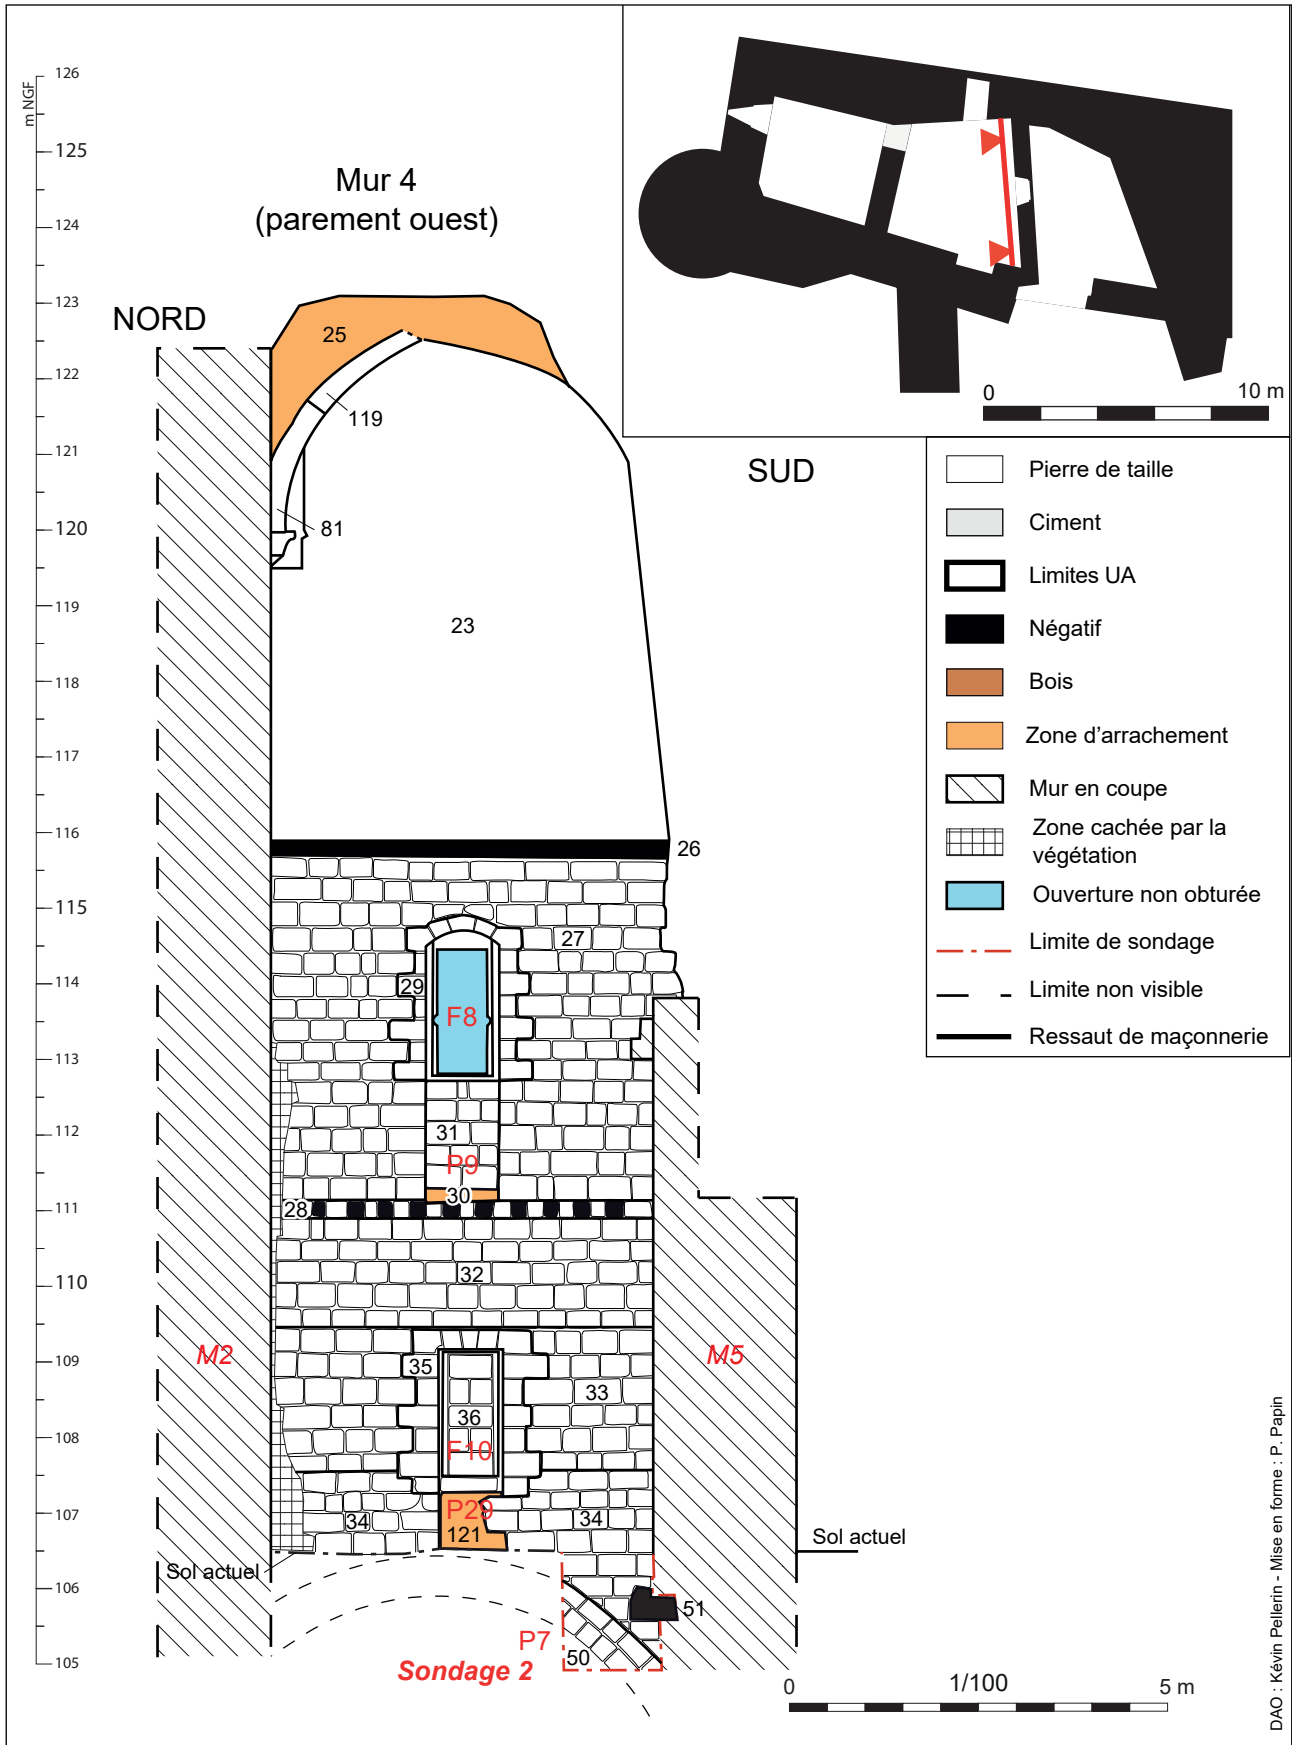 m NGF
126
125
124
123
122
121
120
119
118
117
116
115
114
113
112
111
110
109
108
107
106
105
Mur 4
(parement ouest)
NORD
SUD
0
10 m
Pierre de taille
Ciment
Limites UA
Négatif
Bois
Zone d'arrachement
Mur en coupe
Zone cachée par la
végétation
Ouverture non obturée
Limite de sondage
Limite non visible
Ressaut de maçonnerie
25
119
81
23
26
27
29
F8
31
P9
30
28
32
M2
M5
35
33
36
F10
P29
34
121
34
Sol actuel
Sol actuel
51
P7
50
Sondage 2
0
1/100
5 m
DAO : Kévin Pellerin - Mise en forme : P. Papin